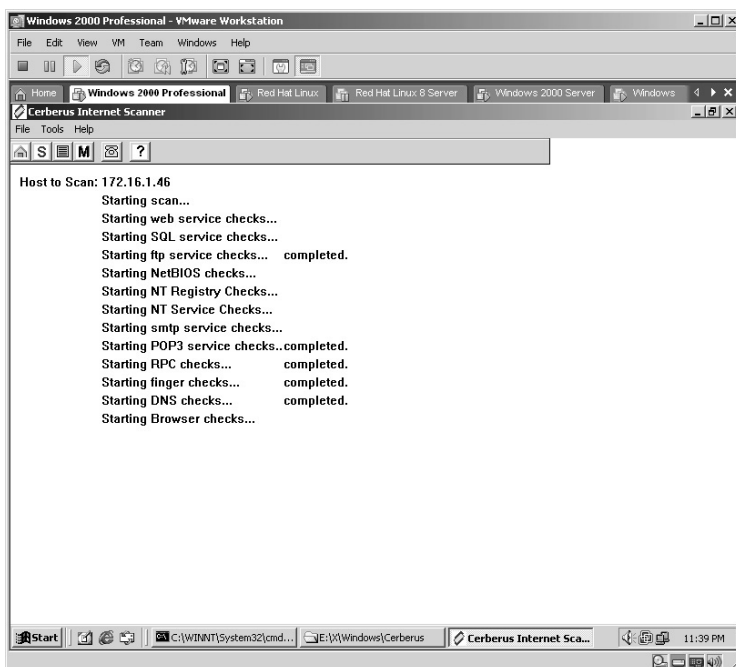 Windows 2000 Professional - VMware Workstation
File Edit View VM Team Windows Help
Home Windows 2000 Professional Red Hat Linux Red Hat Linux 8 Server Windows 2000 Server Windows
Cerberus Internet Scanner
File Tools Help
S M ?
Host to Scan: 172.16.1.46
Starting scan...
Starting web service checks...
Starting SQL service checks...
Starting ftp service checks... completed.
Starting NetBIOS checks...
Starting NT Registry Checks...
Starting NT Service Checks...
Starting smtp service checks...
Starting POP3 service checks..completed.
Starting RPC checks... completed.
Starting finger checks... completed.
Starting DNS checks... completed.
Starting Browser checks...
Start C:\WINNT\System32\cmd... E:\X\Windows\Cerberus Cerberus Internet Sca... 11:39 PM